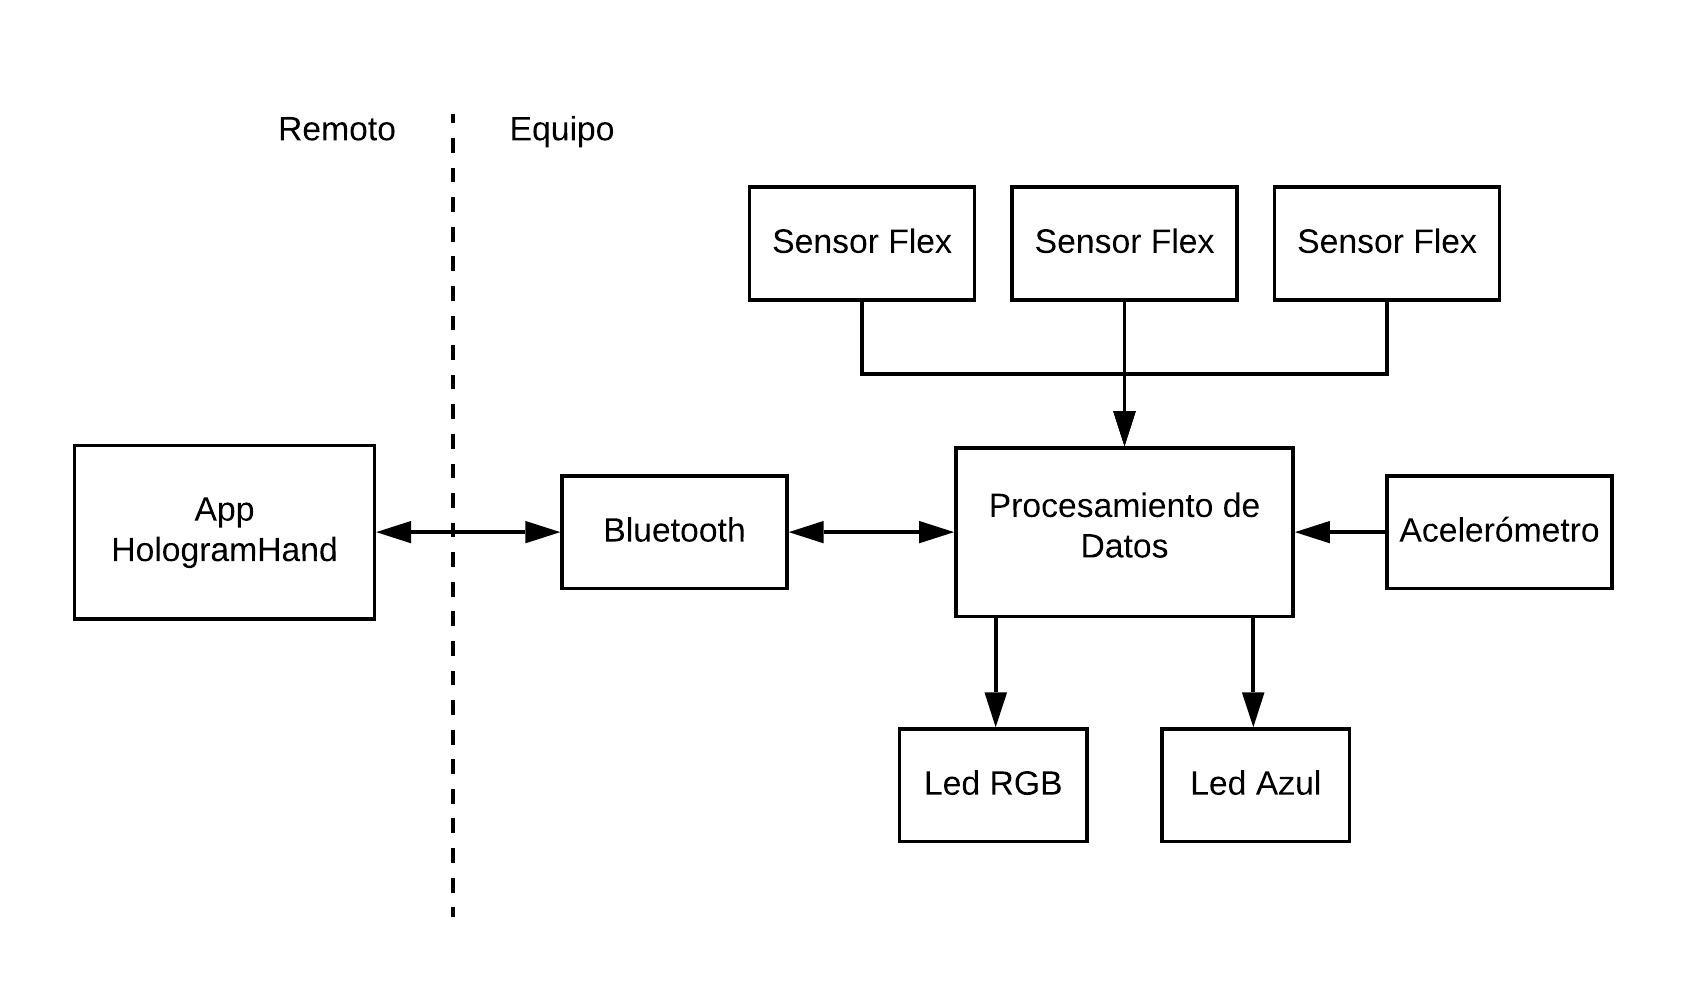 Remoto
Equipo
Sensor Flex
Sensor Flex
Sensor Flex
App
HologramHand
Bluetooth
Procesamiento de
Datos
Acelerómetro
Led RGB
Led Azul